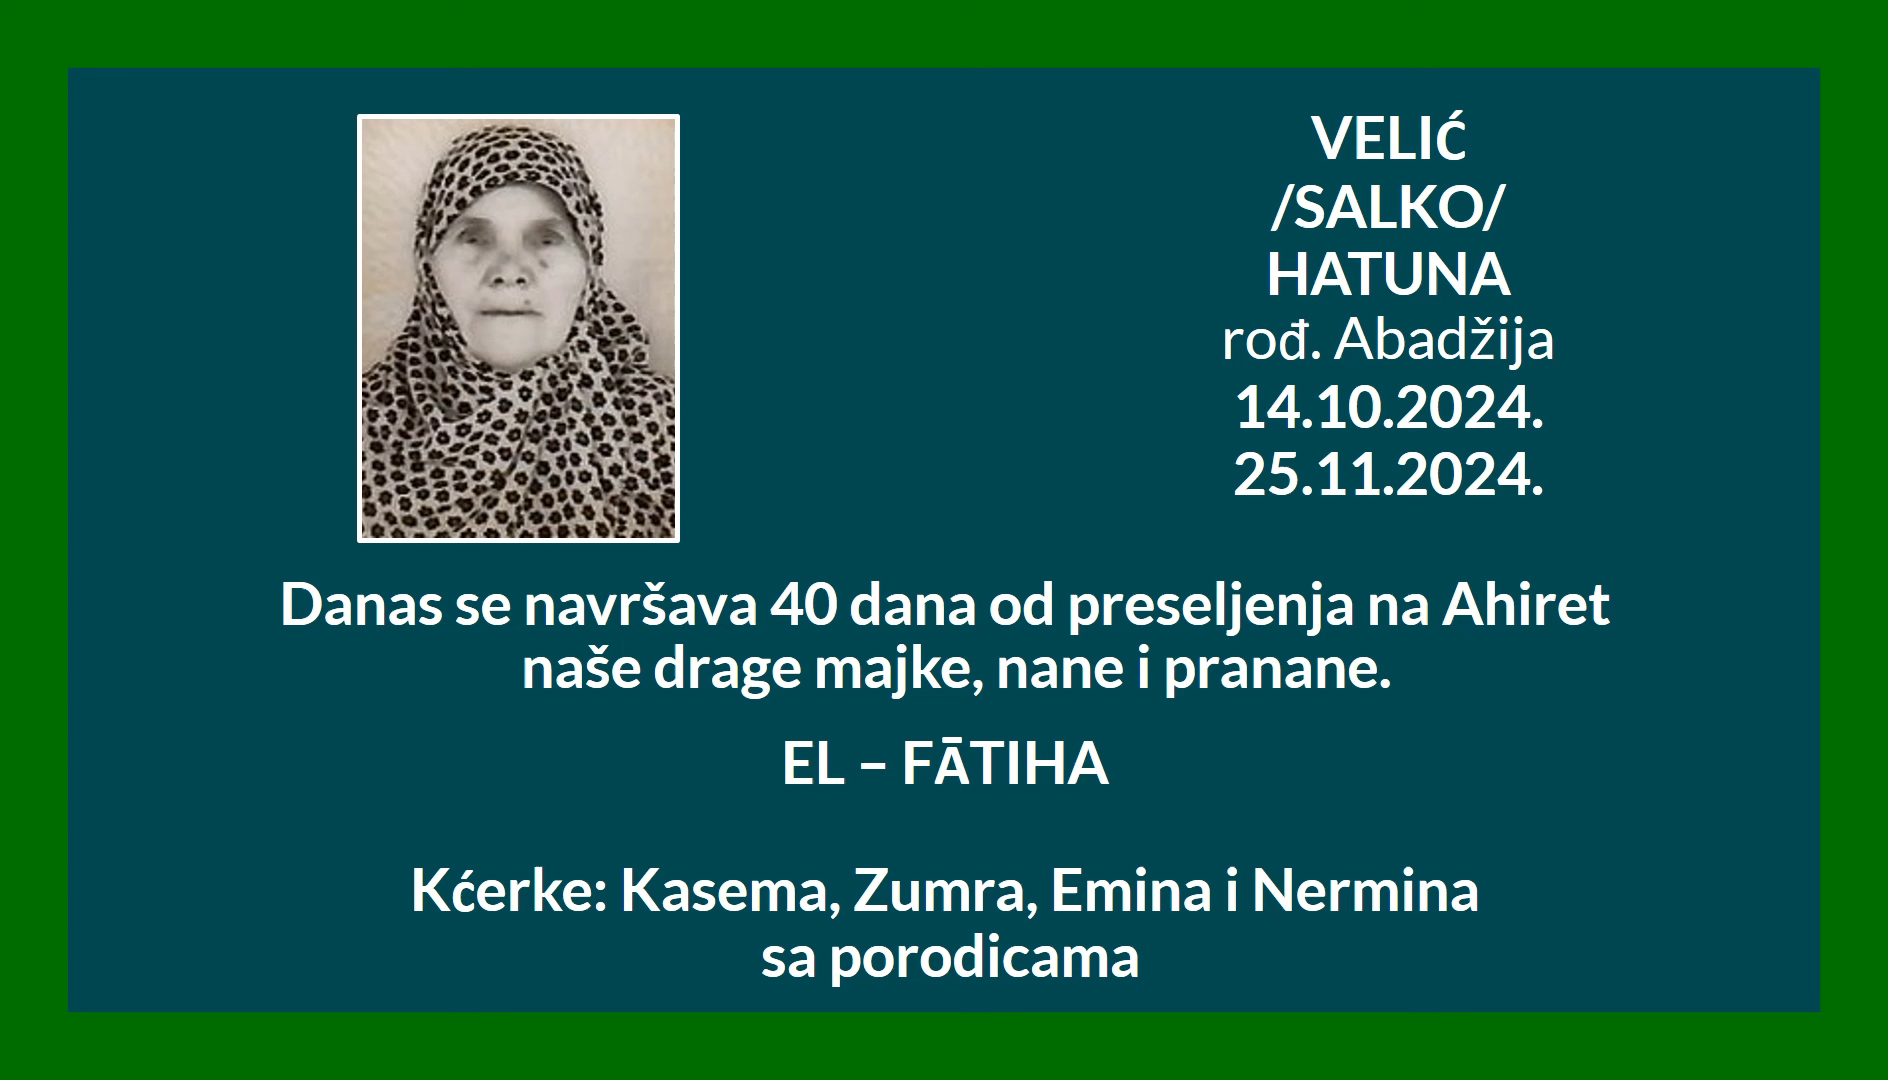 VELIĆ
/SALKO/
HATUNA
rođ. Abadžija
14.10.2024.
25.11.2024.
Danas se navršava 40 dana od preseljenja na Ahiret
naše drage majke, nane i pranane.
EL – FĀTIHA
Kćerke: Kasema, Zumra, Emina i Nermina
sa porodicama